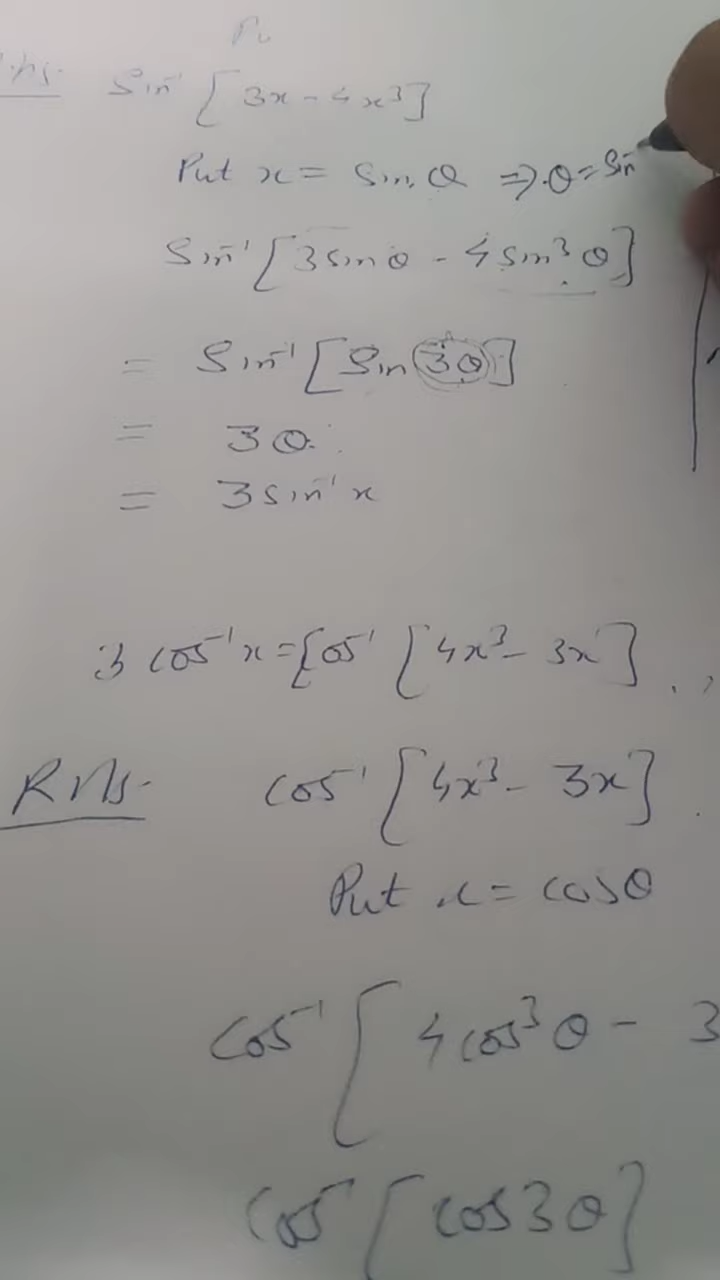 sin⁻¹ [3x - 4x³]
Put x = sin θ ⇒ θ = sin
sin⁻¹ [3 sin θ - 4 sin³ θ]
= sin⁻¹ [sin 3θ]
= 3θ
= 3 sin⁻¹ x
3 cos⁻¹ x = cos⁻¹ [4x³ - 3x]
RHS cos⁻¹ [4x³ - 3x]
Put x = cos θ
cos⁻¹ [4 cos³ θ - 3
cos⁻¹ [cos 3θ]